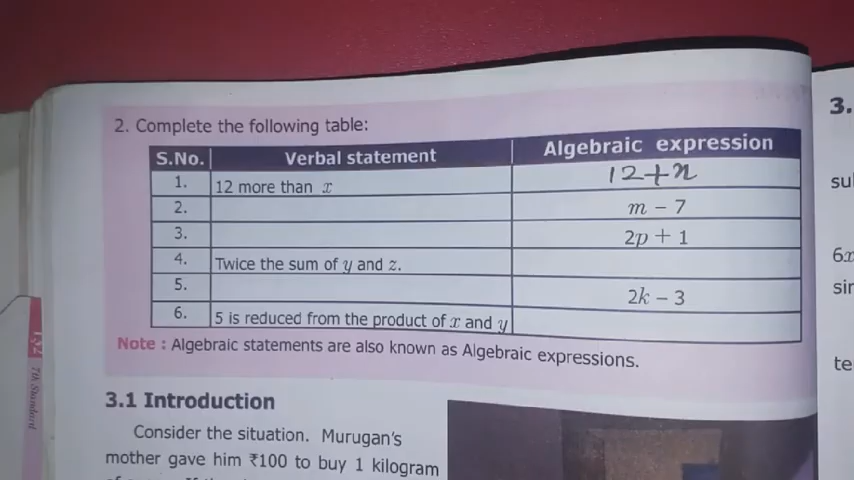 2. Complete the following table:
S.No. Verbal statement Algebraic expression
1. 12 more than x 12+x
2. m − 7
3. 2p + 1
4. Twice the sum of y and z.
5. 2k − 3
6. 5 is reduced from the product of x and y
Note : Algebraic statements are also known as Algebraic expressions.
3.1 Introduction
Consider the situation. Murugan's
mother gave him ₹100 to buy 1 kilogram
3.
su
6x
sin
te
7th Standard